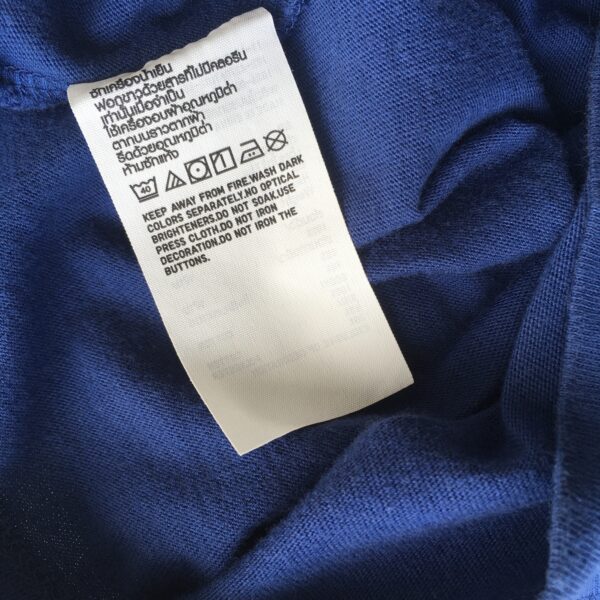 ซักเครื่องน้ำเย็น
ฟอกขาวด้วยสารที่ไม่มีคลอรีน
เท่านั้นเมื่อจำเป็น
ใช้เครื่องอบผ้าอุณหภูมิต่ำ
ตากบนราวตากผ้า
รีดด้วยอุณหภูมิต่ำ
ห้ามซักแห้ง
40
KEEP AWAY FROM FIRE.WASH DARK
COLORS SEPARATELY.NO OPTICAL
BRIGHTENERS.DO NOT SOAK.USE
PRESS CLOTH.DO NOT IRON
DECORATION.DO NOT IRON THE
BUTTONS.